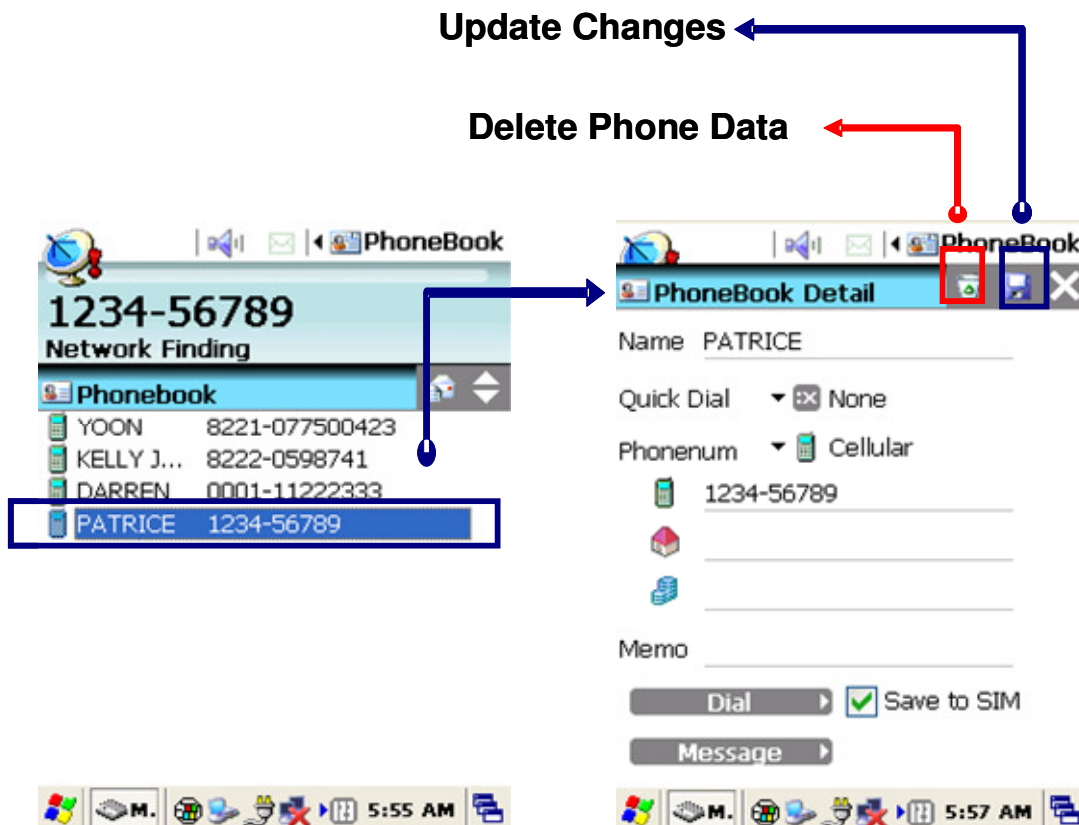 Update Changes
Delete Phone Data
PhoneBook
1234-56789
Network Finding
Phonebook
YOON 8221-077500423
KELLY J... 8222-0598741
DARREN 0001-11222333
PATRICE 1234-56789
M. 5:55 AM
PhoneBook
PhoneBook Detail
Name PATRICE
Quick Dial None
Phonenum Cellular
1234-56789
Memo
Dial Save to SIM
Message
M. 5:57 AM